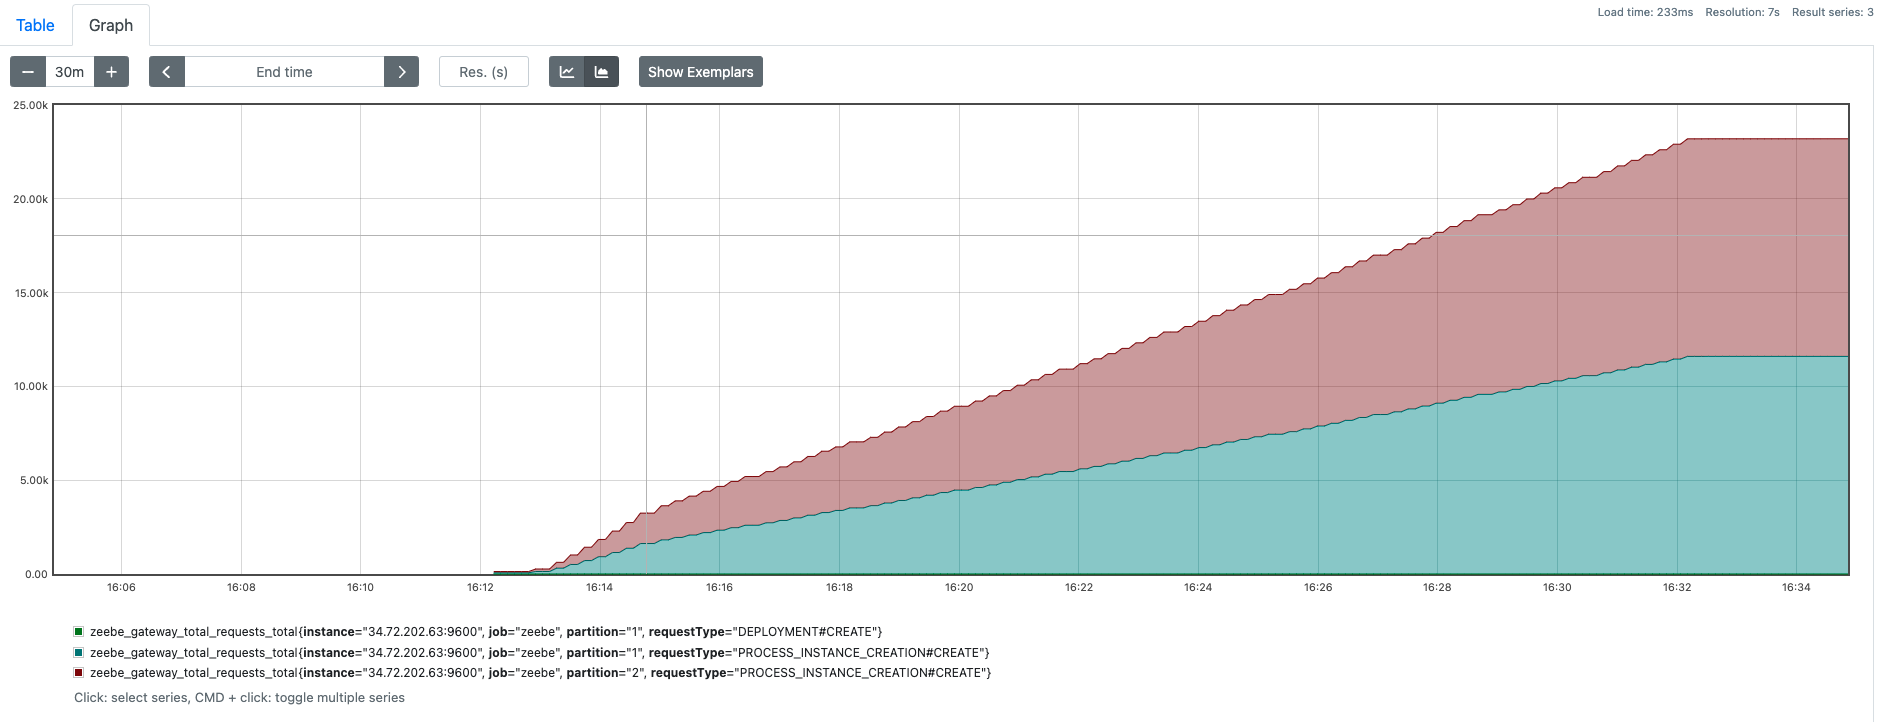 Table
Graph
Load time: 233ms Resolution: 7s Result series: 3
30m
End time
Res. (s)
Show Exemplars
25.00k
20.00k
15.00k
10.00k
5.00k
0.00
16:06 16:08 16:10 16:12 16:14 16:16 16:18 16:20 16:22 16:24 16:26 16:28 16:30 16:32 16:34
zeebe_gateway_total_requests_total{instance="34.72.202.63:9600", job="zeebe", partition="1", requestType="DEPLOYMENT#CREATE"}
zeebe_gateway_total_requests_total{instance="34.72.202.63:9600", job="zeebe", partition="1", requestType="PROCESS_INSTANCE_CREATION#CREATE"}
zeebe_gateway_total_requests_total{instance="34.72.202.63:9600", job="zeebe", partition="2", requestType="PROCESS_INSTANCE_CREATION#CREATE"}
Click: select series, CMD + click: toggle multiple series